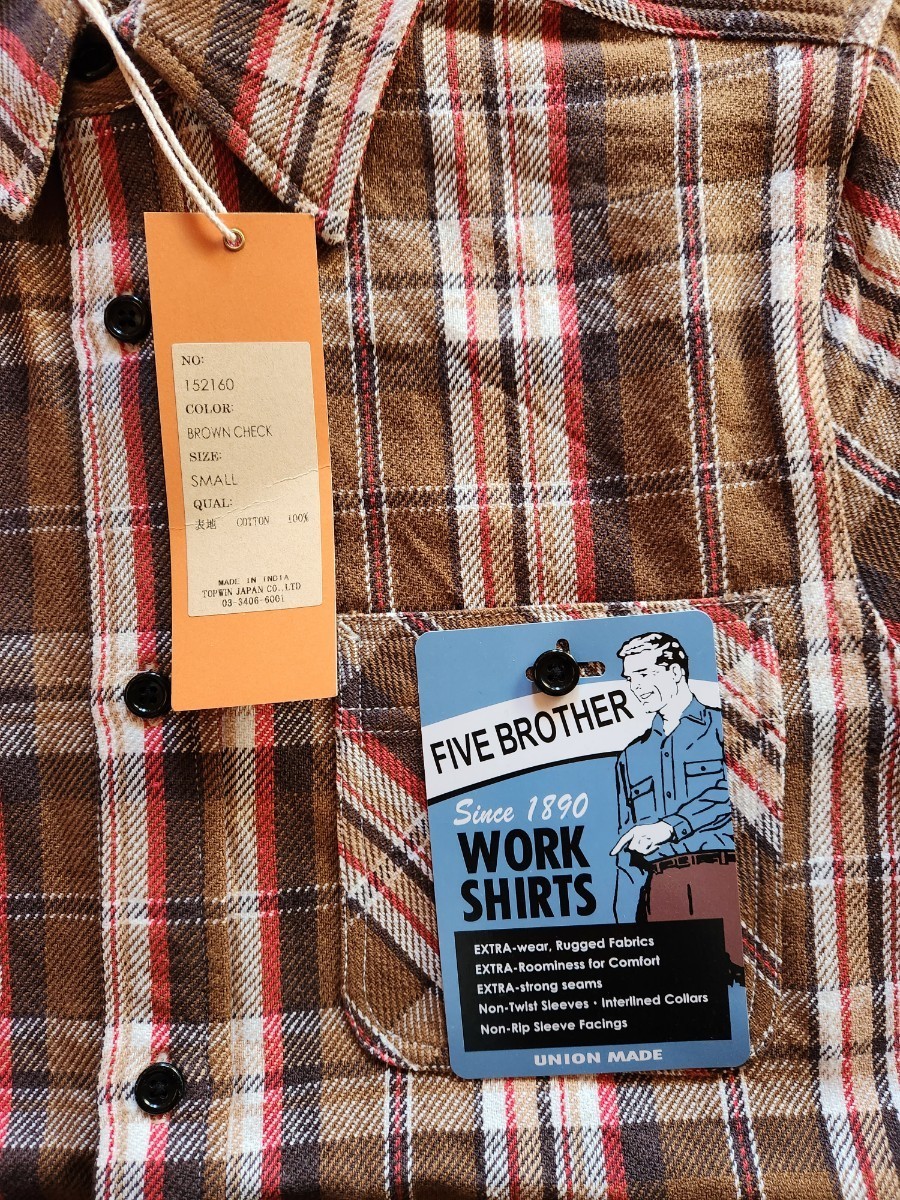 NO:
152160
COLOR:
BROWN CHECK
SIZE:
SMALL
QUAL:
表地 COTTON 100%
MADE IN INDIA
TOPWIN JAPAN CO.,LTD
03-3406-6001
FIVE BROTHER
Since 1890
WORK
SHIRTS
EXTRA-wear, Rugged Fabrics
EXTRA-Roominess for Comfort
EXTRA-strong seams
Non-Twist Sleeves・Interlined Collars
Non-Rip Sleeve Facings
UNION MADE